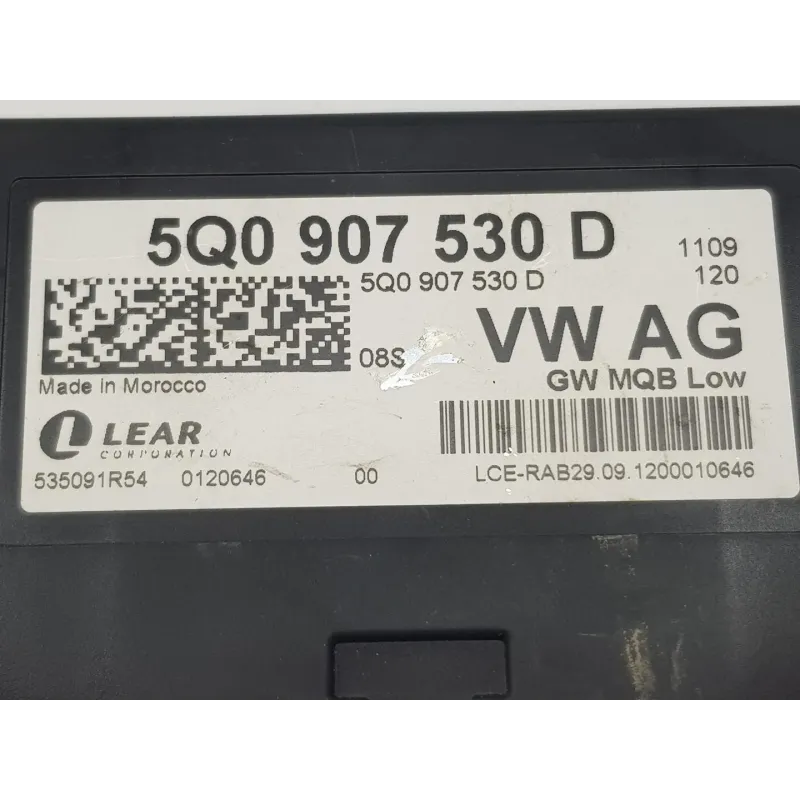 5Q0 907 530 D
1109
5Q0 907 530 D
120
08S
VW AG
Made in Morocco
GW MQB Low
LEAR
CORPORATION
535091R54 0120646 00
LCE-RAB29.09.1200010646